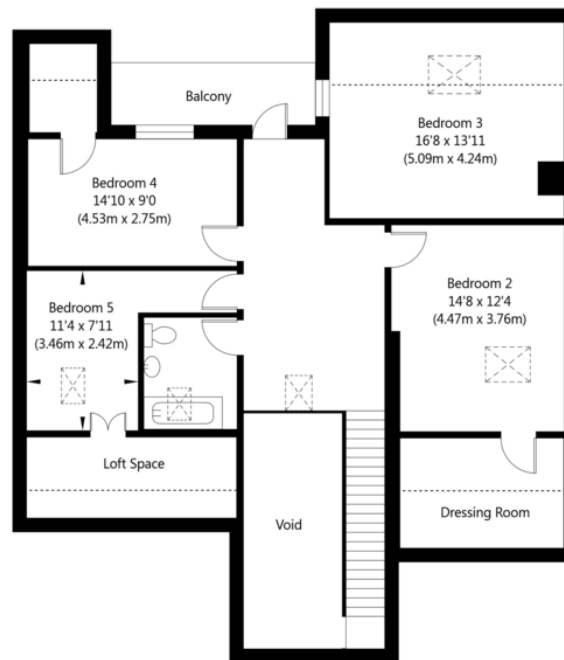 Balcony
Bedroom 3
16'8 x 13'11
(5.09m x 4.24m)
Bedroom 4
14'10 x 9'0
(4.53m x 2.75m)
Bedroom 2
14'8 x 12'4
(4.47m x 3.76m)
Bedroom 5
11'4 x 7'11
(3.46m x 2.42m)
Loft Space
Void
Dressing Room